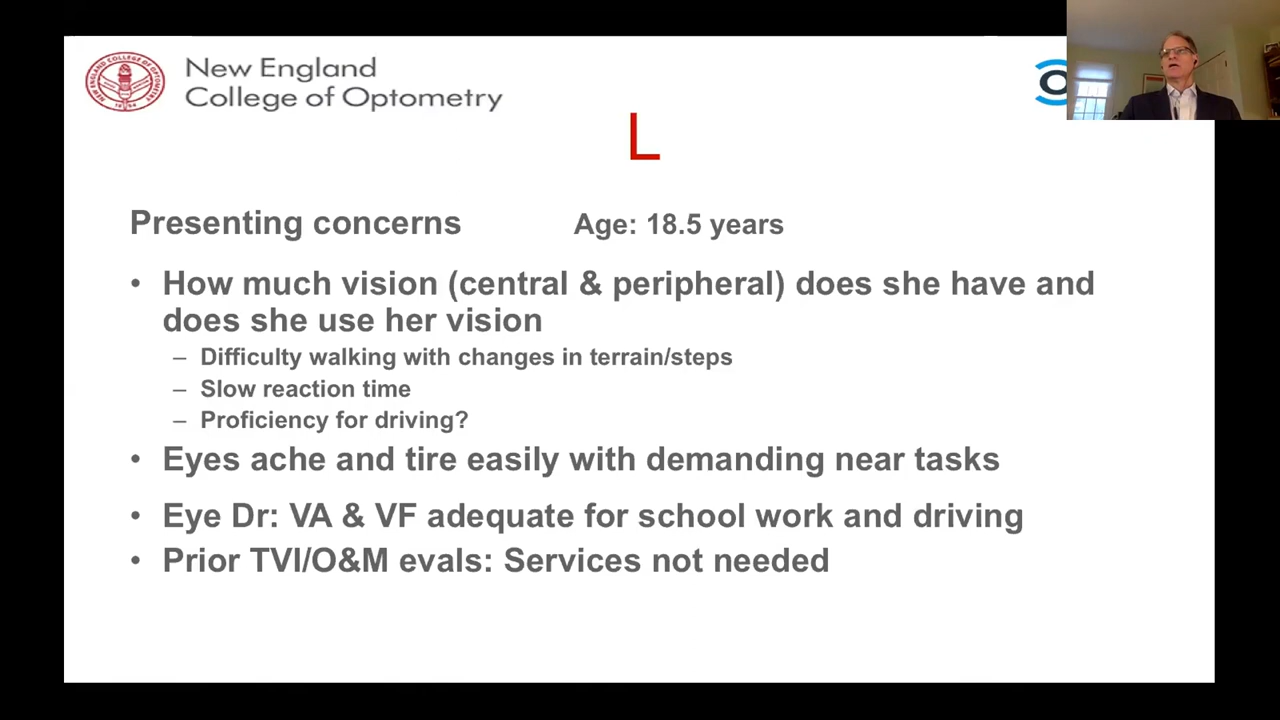 New England
College of Optometry
L
Presenting concerns Age: 18.5 years
• How much vision (central & peripheral) does she have and
does she use her vision
– Difficulty walking with changes in terrain/steps
– Slow reaction time
– Proficiency for driving?
• Eyes ache and tire easily with demanding near tasks
• Eye Dr: VA & VF adequate for school work and driving
• Prior TVI/O&M evals: Services not needed